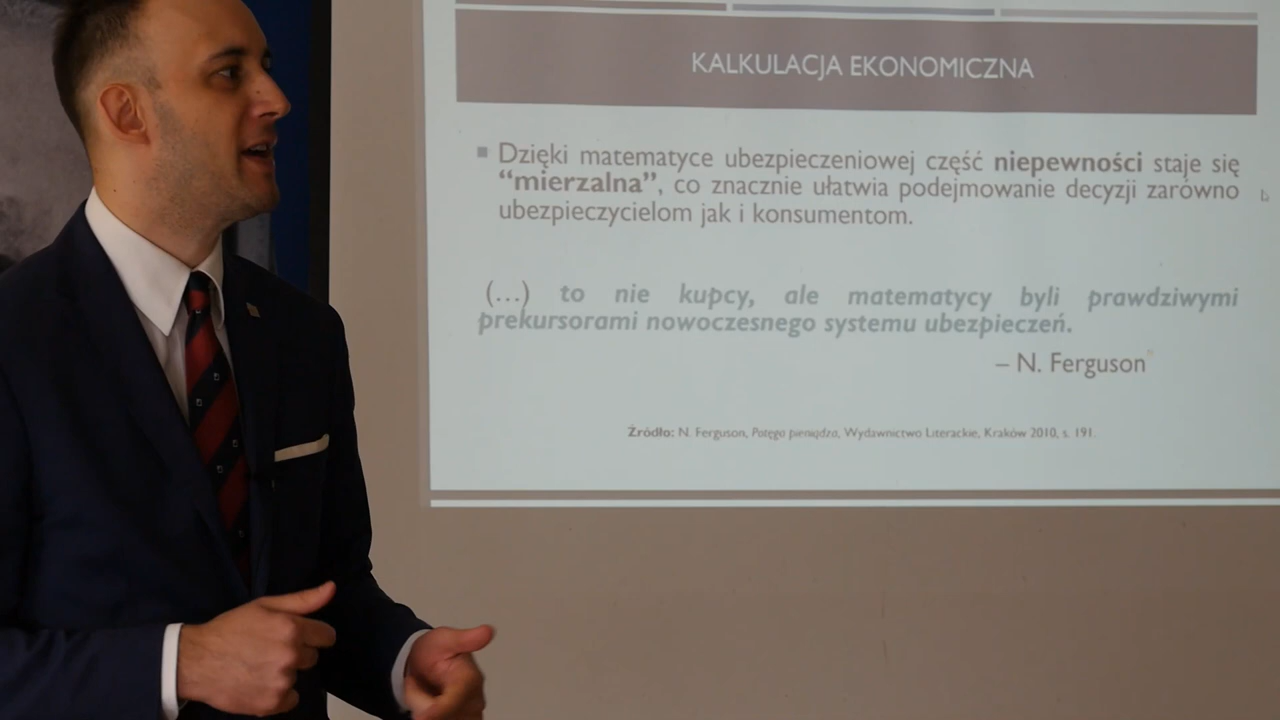 KALKULACJA EKONOMICZNA
Dzięki matematyce ubezpieczeniowej część niepewności staje się
“mierzalna”, co znacznie ułatwia podejmowanie decyzji zarówno
ubezpieczycielom jak i konsumentom.
(...) to nie kupcy, ale matematycy byli prawdziwymi
prekursorami nowoczesnego systemu ubezpieczeń.
– N. Ferguson
Źródło: N. Ferguson, Potęga pieniądza, Wydawnictwo Literackie, Kraków 2010, s. 191.